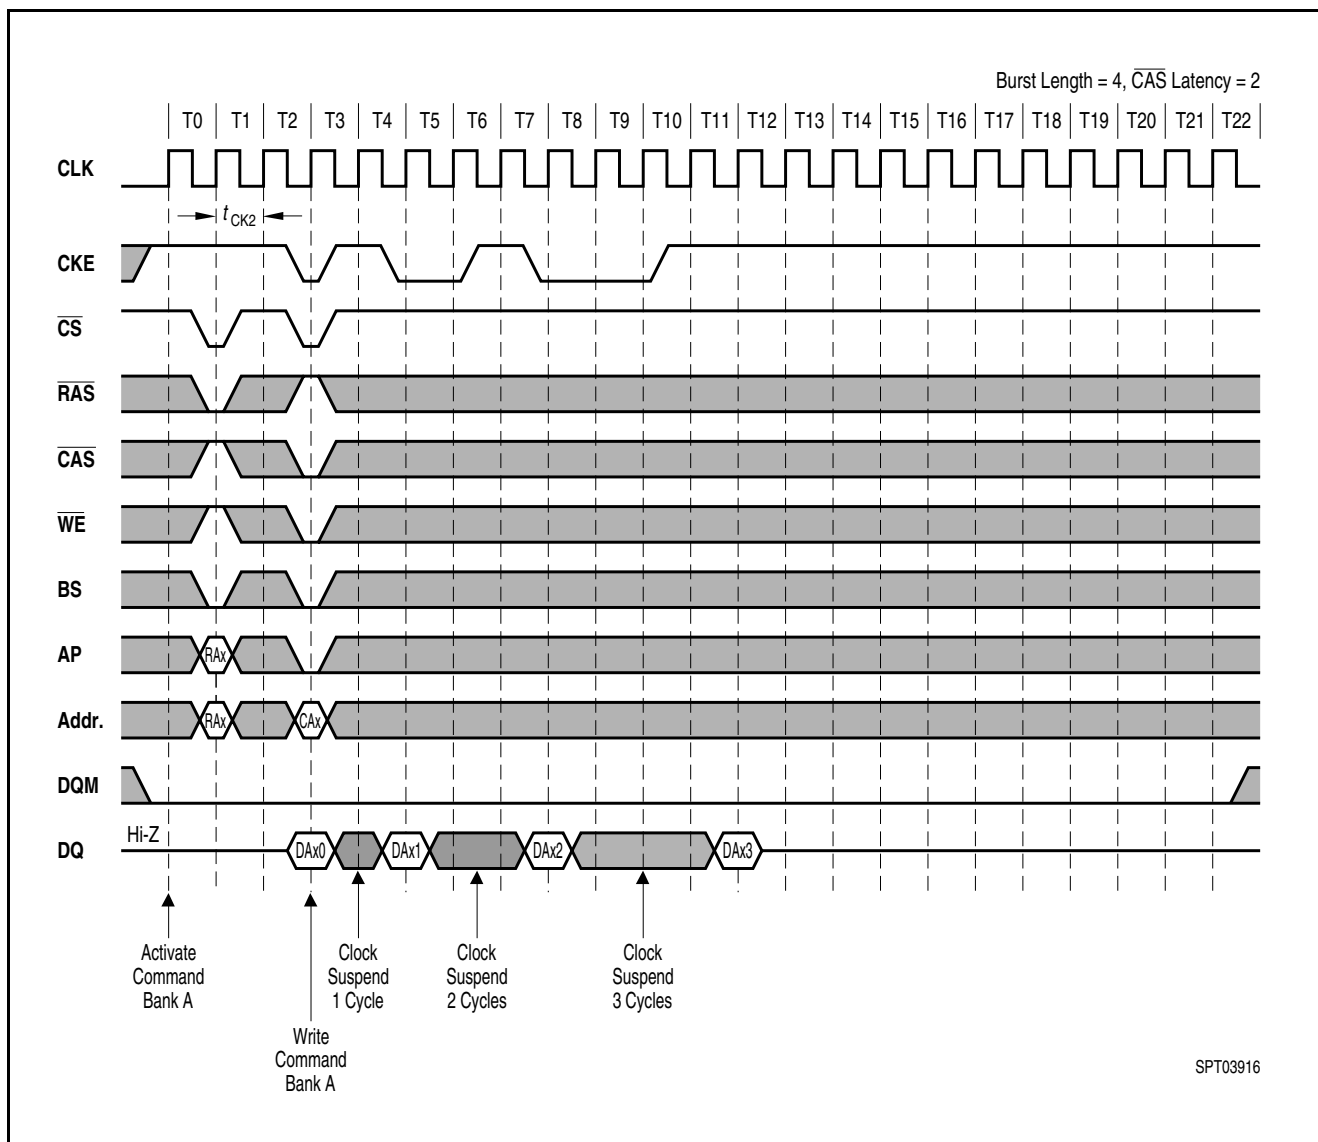 Burst Length = 4, CAS Latency = 2
T0 T1 T2 T3 T4 T5 T6 T7 T8 T9 T10 T11 T12 T13 T14 T15 T16 T17 T18 T19 T20 T21 T22
CLK
t CK2
CKE
CS
RAS
CAS
WE
BS
AP RAx
Addr. RAx CAx
DQM
Hi-Z
DQ DAx0 DAx1 DAx2 DAx3
Activate
Command
Bank A
Write
Command
Bank A
Clock
Suspend
1 Cycle
Clock
Suspend
2 Cycles
Clock
Suspend
3 Cycles
SPT03916